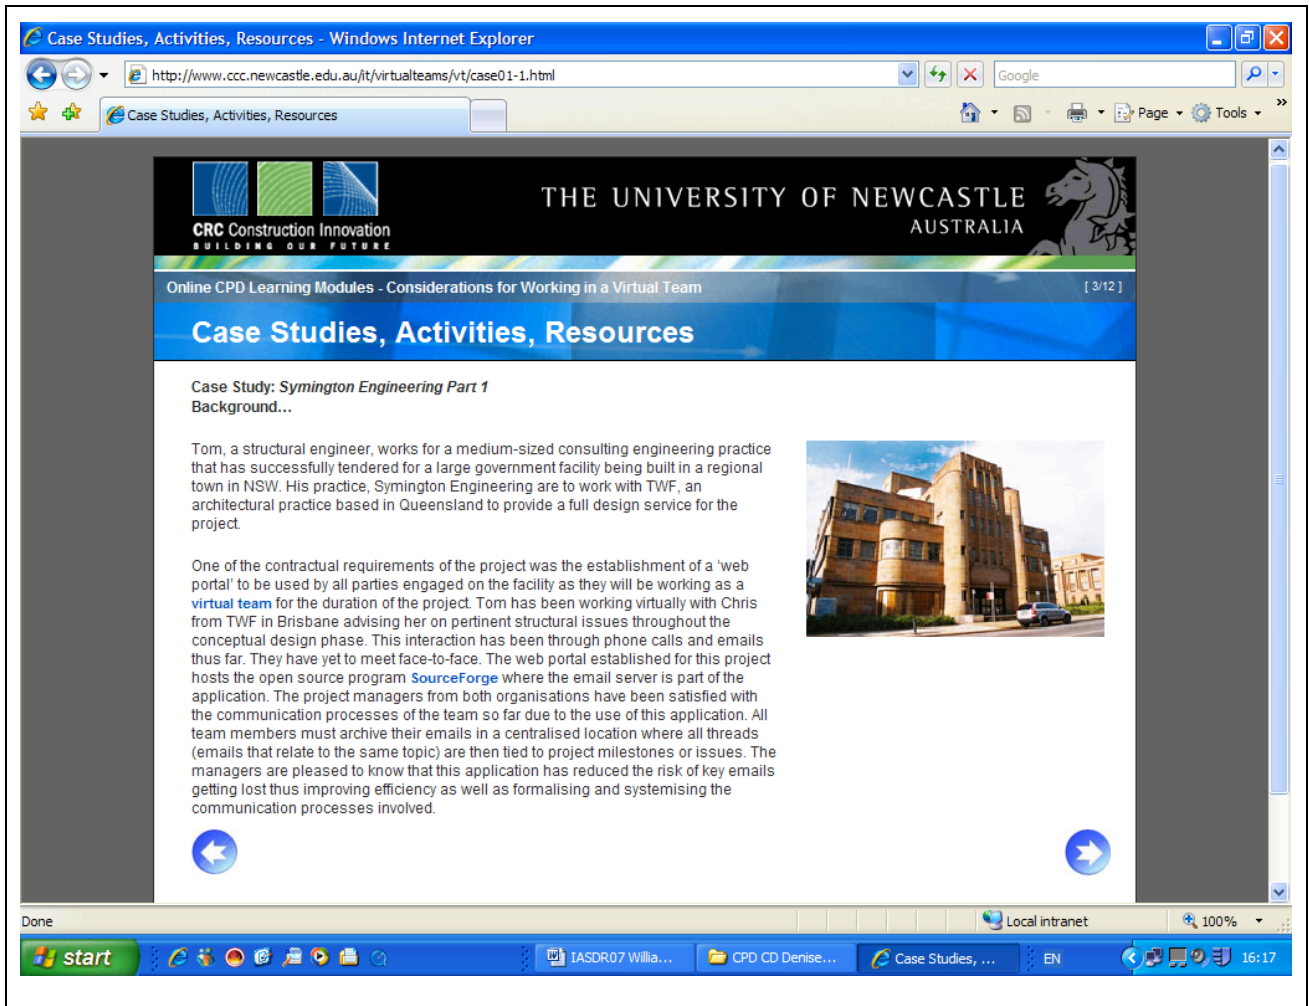 Case Studies, Activities, Resources - Windows Internet Explorer
http://www.ccc.newcastle.edu.au/it/virtualteams/vt/case01-1.html
Google
Case Studies, Activities, Resources
Page
Tools
»
CRC Construction Innovation
BUILDING OUR FUTURE
THE UNIVERSITY OF NEWCASTLE
AUSTRALIA
Online CPD Learning Modules - Considerations for Working in a Virtual Team
[ 3/12 ]
Case Studies, Activities, Resources
Case Study: Symington Engineering Part 1
Background...
Tom, a structural engineer, works for a medium-sized consulting engineering practice
that has successfully tendered for a large government facility being built in a regional
town in NSW. His practice, Symington Engineering are to work with TWF, an
architectural practice based in Queensland to provide a full design service for the
project.
One of the contractual requirements of the project was the establishment of a ‘web
portal’ to be used by all parties engaged on the facility as they will be working as a
virtual team for the duration of the project. Tom has been working virtually with Chris
from TWF in Brisbane advising her on pertinent structural issues throughout the
conceptual design phase. This interaction has been through phone calls and emails
thus far. They have yet to meet face-to-face. The web portal established for this project
hosts the open source program SourceForge where the email server is part of the
application. The project managers from both organisations have been satisfied with
the communication processes of the team so far due to the use of this application. All
team members must archive their emails in a centralised location where all threads
(emails that relate to the same topic) are then tied to project milestones or issues. The
managers are pleased to know that this application has reduced the risk of key emails
getting lost thus improving efficiency as well as formalising and systemising the
communication processes involved.
Done
Local intranet
100%
start
IASDR07 Willia...
CPD CD Denise...
Case Studies, ...
EN
16:17